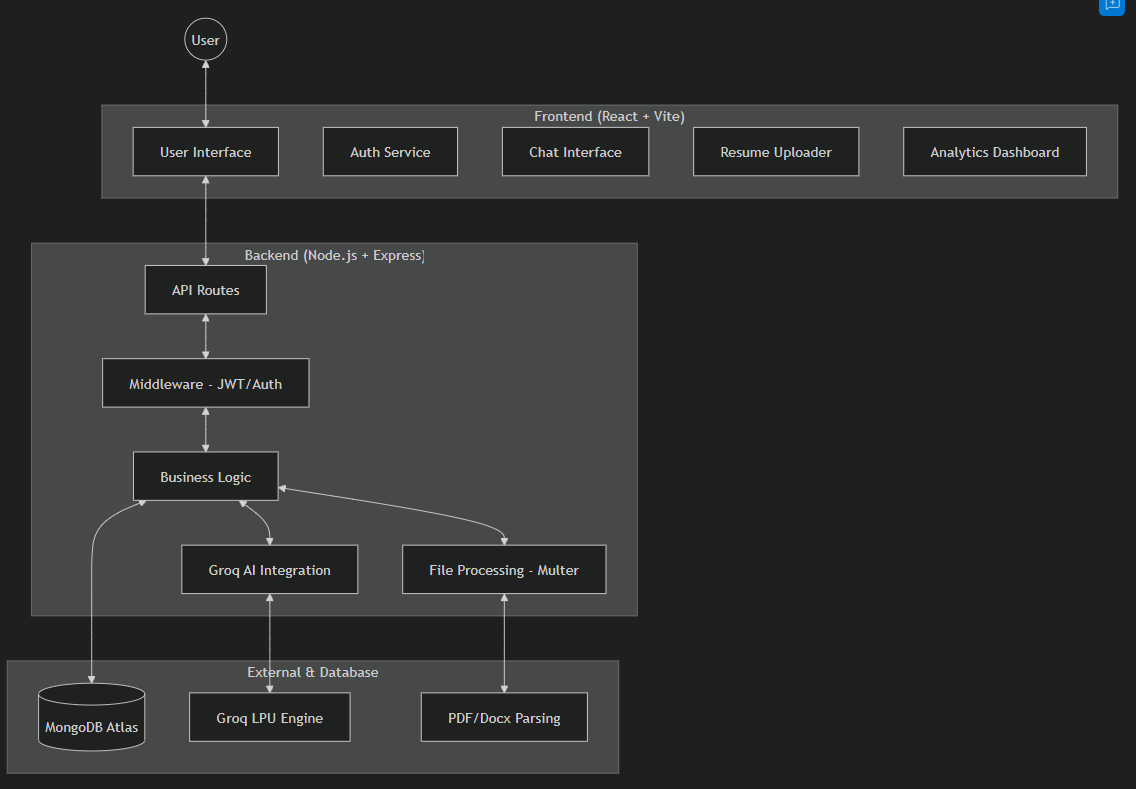 User
Frontend (React + Vite)
User Interface
Auth Service
Chat Interface
Resume Uploader
Analytics Dashboard
Backend (Node.js + Express)
API Routes
Middleware - JWT/Auth
Business Logic
Groq AI Integration
File Processing - Multer
External & Database
MongoDB Atlas
Groq LPU Engine
PDF/Docx Parsing